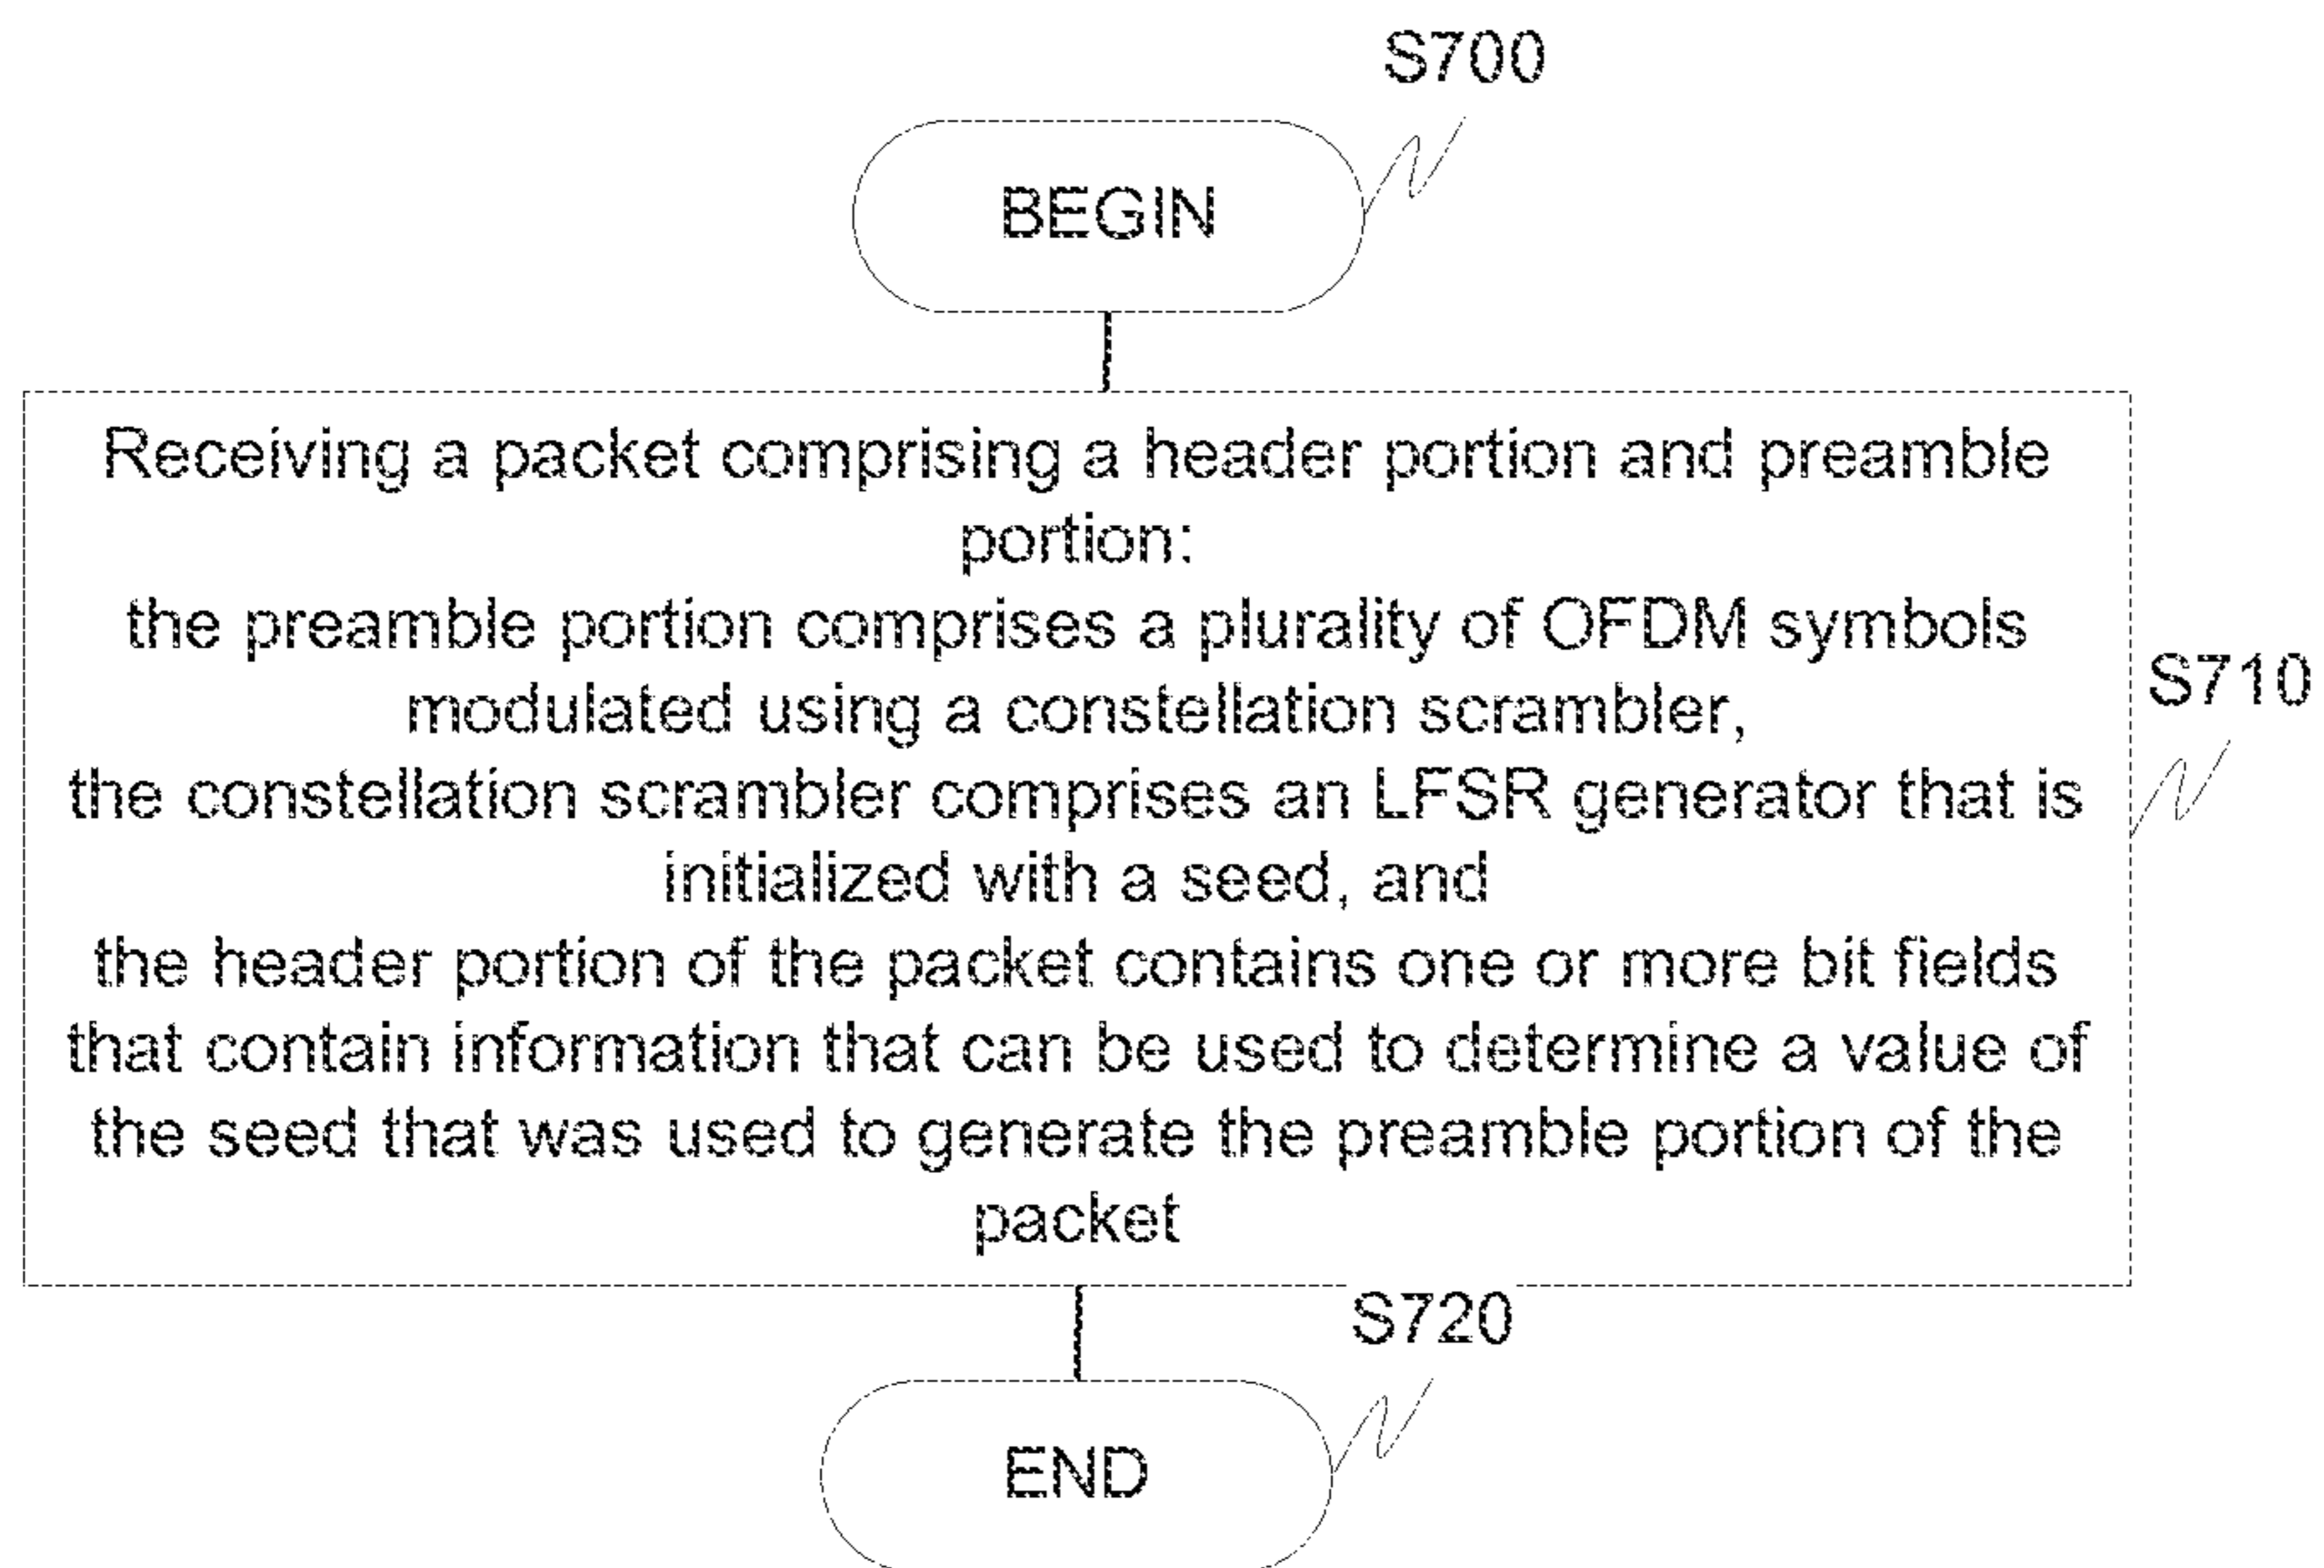 S700
BEGIN
Receiving a packet comprising a header portion and preamble
portion:
the preamble portion comprises a plurality of OFDM symbols
modulated using a constellation scrambler,
the constellation scrambler comprises an LFSR generator that is
initialized with a seed, and
the header portion of the packet contains one or more bit fields
that contain information that can be used to determine a value of
the seed that was used to generate the preamble portion of the
packet
S710
S720
END